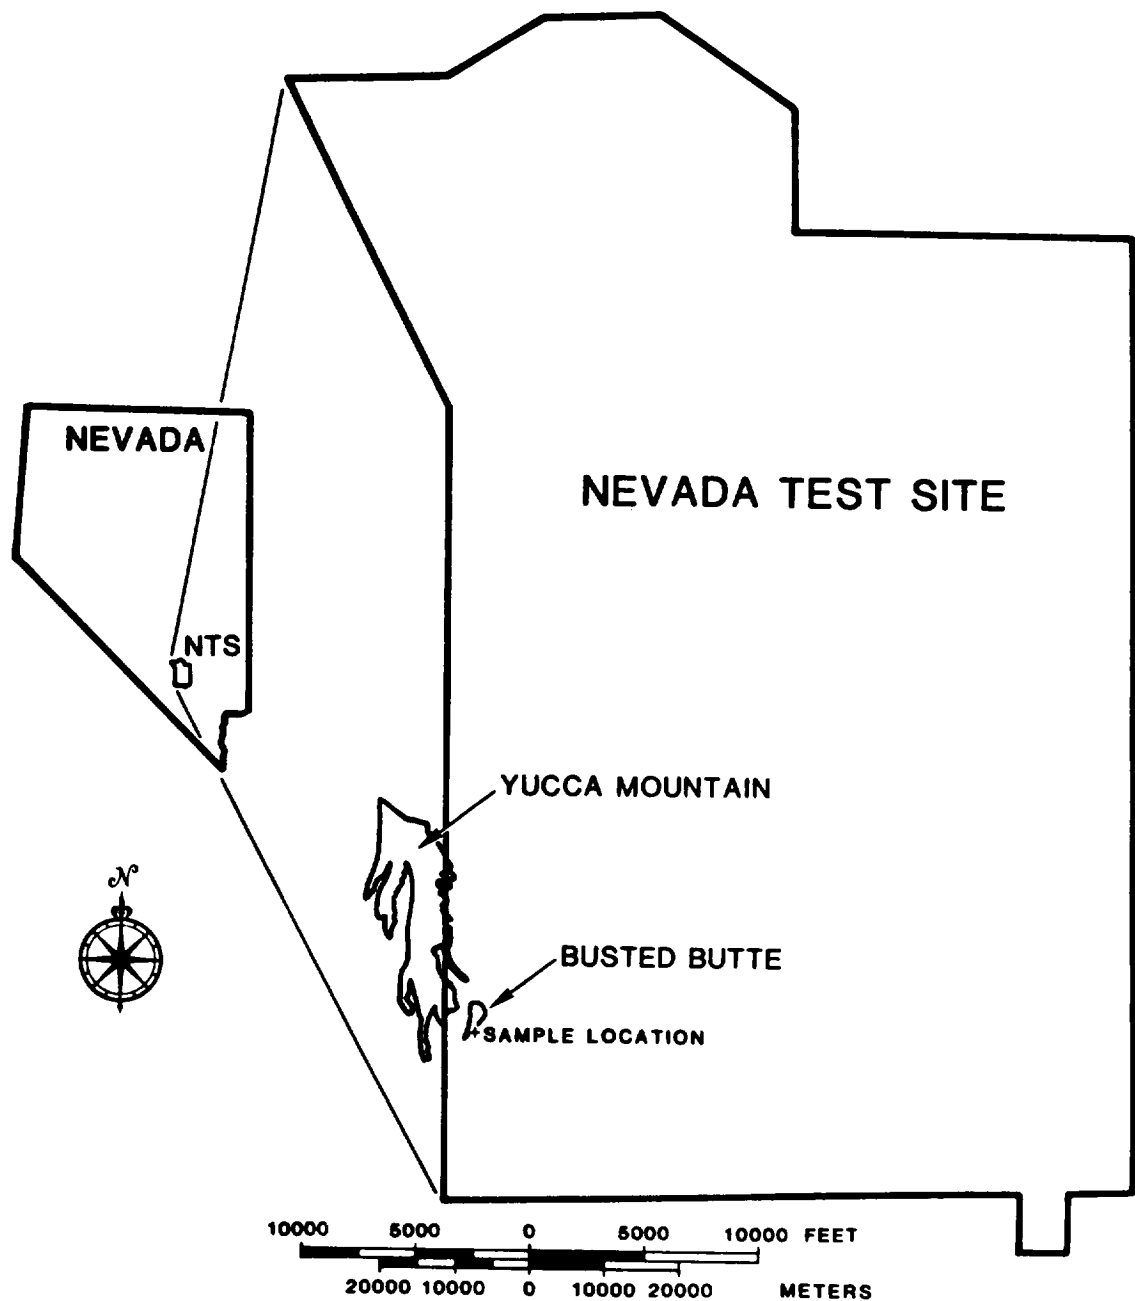 NEVADA
NEVADA TEST SITE
NTS
YUCCA MOUNTAIN
N
BUSTED BUTTE
+SAMPLE LOCATION
10000 5000 0 5000 10000 FEET
20000 10000 0 10000 20000 METERS